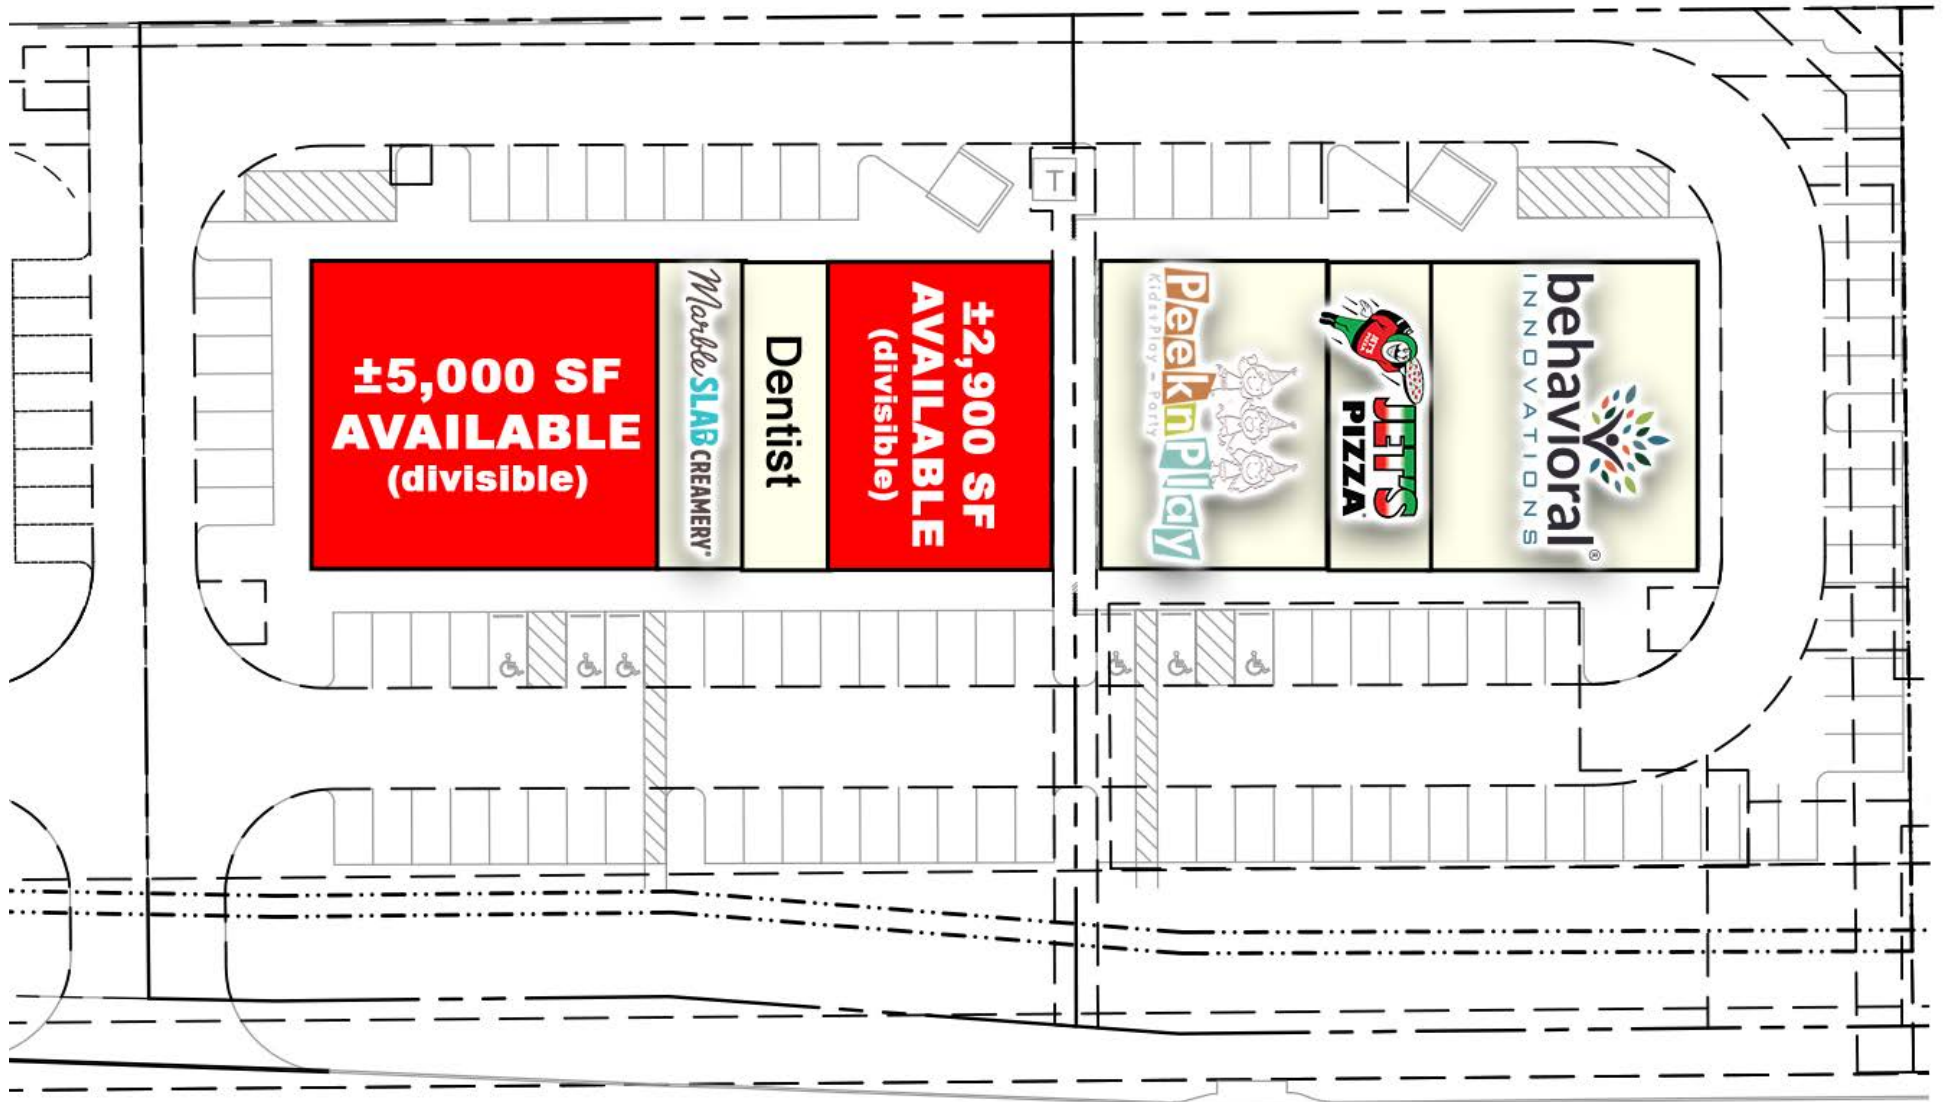 T
±5,000 SF
AVAILABLE
(divisible)
Marble SLAB CREAMERY®
Dentist
±2,900 SF
AVAILABLE
(divisible)
PeeknPlay
Kids Play - Party
JET'S
PIZZA
behavioral®
INNOVATIONS